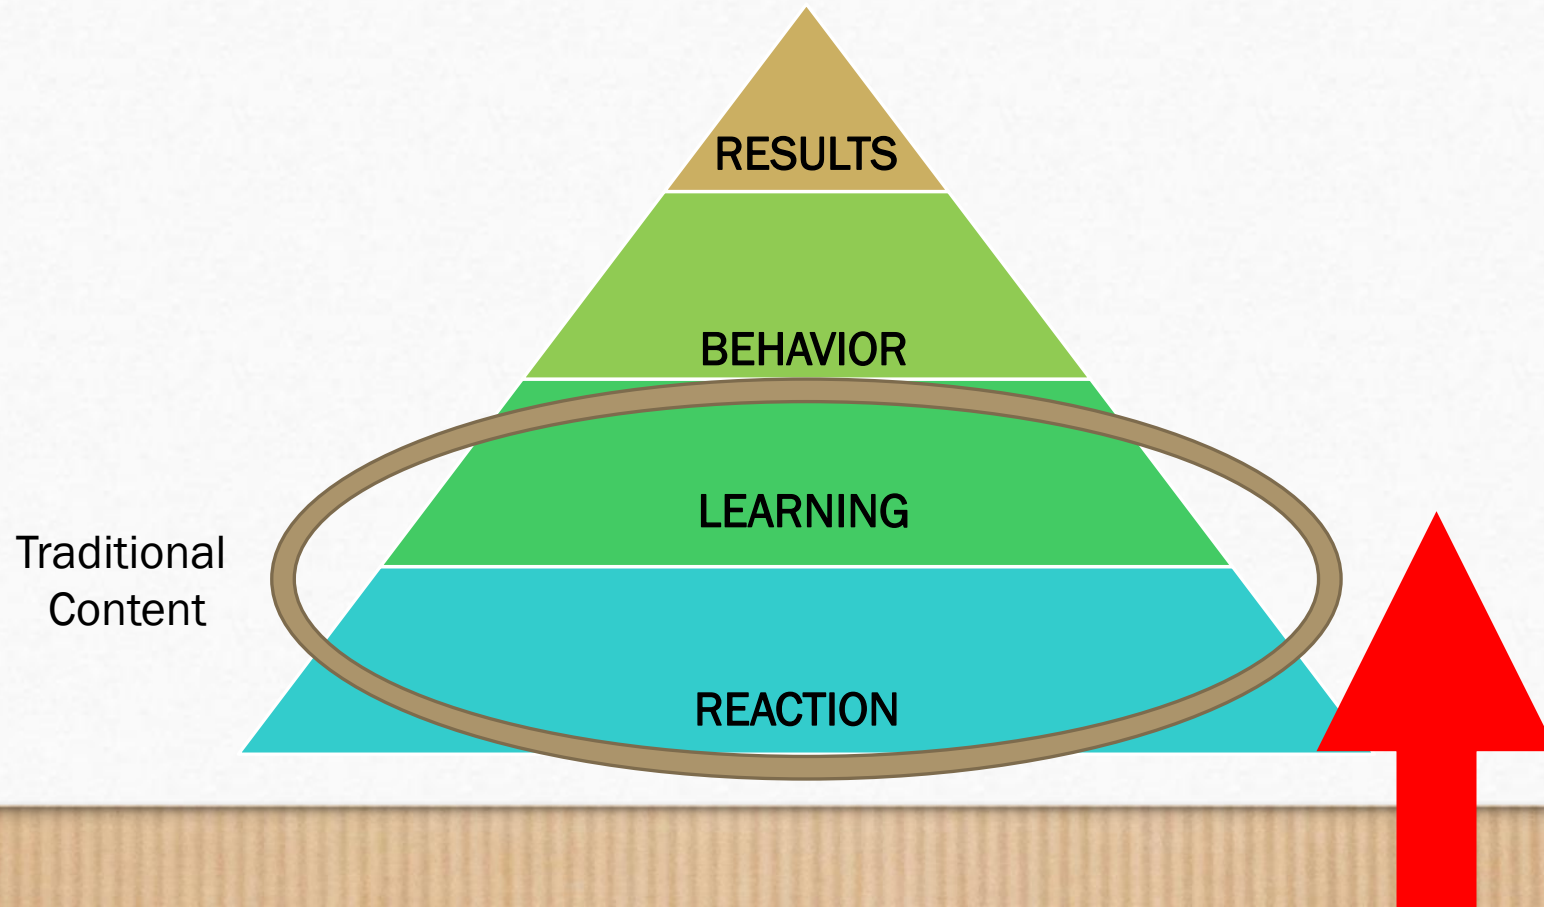 RESULTS
BEHAVIOR
LEARNING
Traditional
Content
REACTION